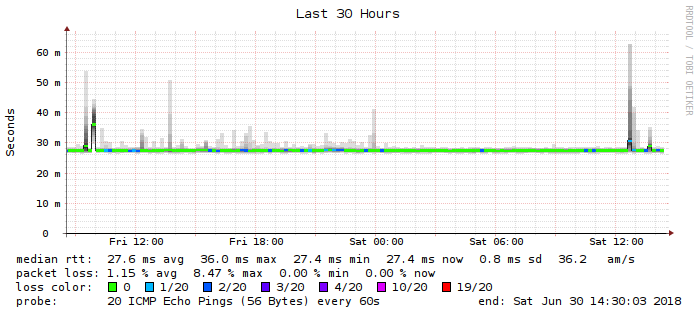 Last 30 Hours
RRDTOOL / TOBI OETIKER
Seconds
60 m
50 m
40 m
30 m
20 m
10 m
0
Fri 12:00 Fri 18:00 Sat 00:00 Sat 06:00 Sat 12:00
median rtt: 27.6 ms avg 36.0 ms max 27.4 ms min 27.4 ms now 0.8 ms sd 36.2 am/s
packet loss: 1.15 % avg 8.47 % max 0.00 % min 0.00 % now
loss color: 0 1/20 2/20 3/20 4/20 10/20 19/20
probe: 20 ICMP Echo Pings (56 Bytes) every 60s end: Sat Jun 30 14:30:03 2018